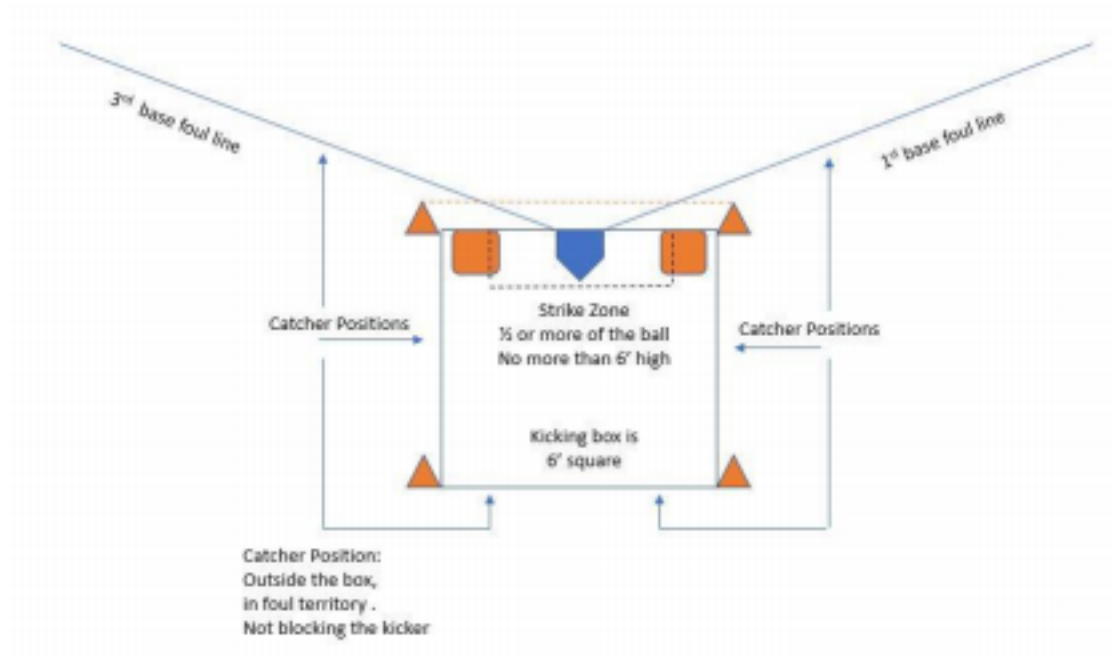 3rd base foul line
1st base foul line
Catcher Positions
Strike Zone
½ or more of the ball
No more than 6' high
Catcher Positions
Kicking box is
6' square
Catcher Position:
Outside the box,
in foul territory .
Not blocking the kicker